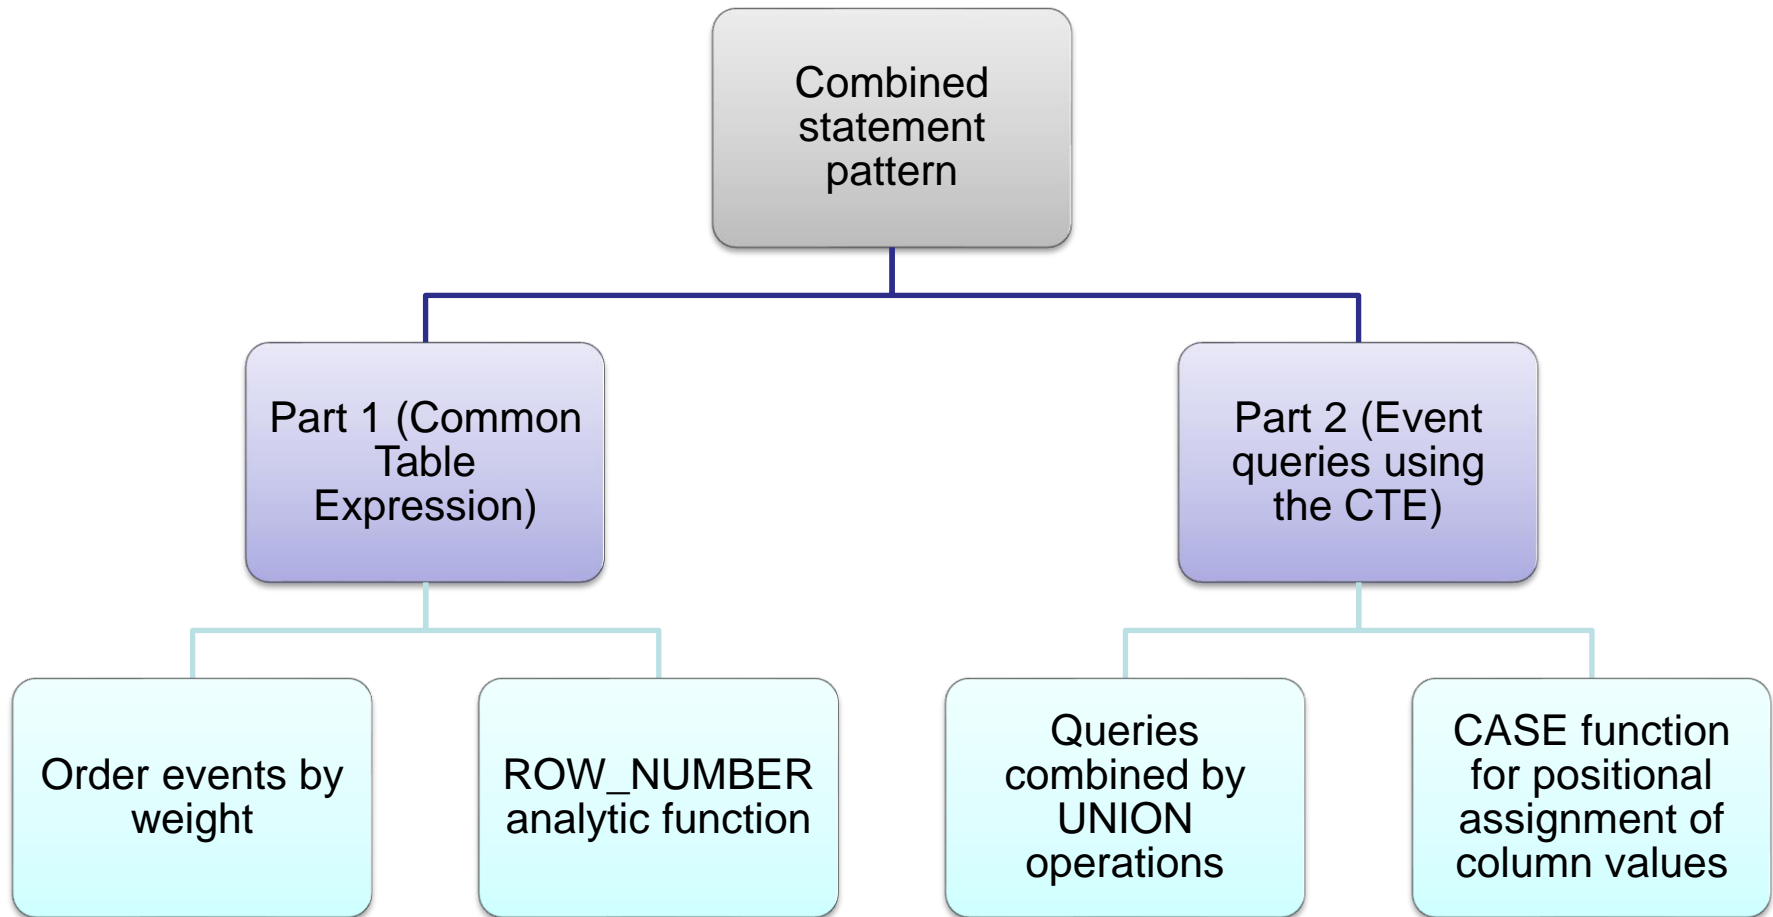 Combined
statement
pattern
Part 1 (Common
Table
Expression)
Part 2 (Event
queries using
the CTE)
Order events by
weight
ROW_NUMBER
analytic function
Queries
combined by
UNION
operations
CASE function
for positional
assignment of
column values